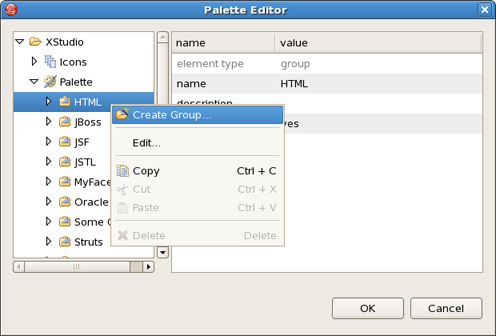 Palette Editor
XStudio
Icons
Palette
HTML
JBoss
JSF
JSTL
MyFace
Oracle
Some
Struts
name value
element type group
name HTML
description
yes
Create Group...
Edit...
Copy Ctrl + C
Cut Ctrl + X
Paste Ctrl + V
Delete Delete
OK Cancel